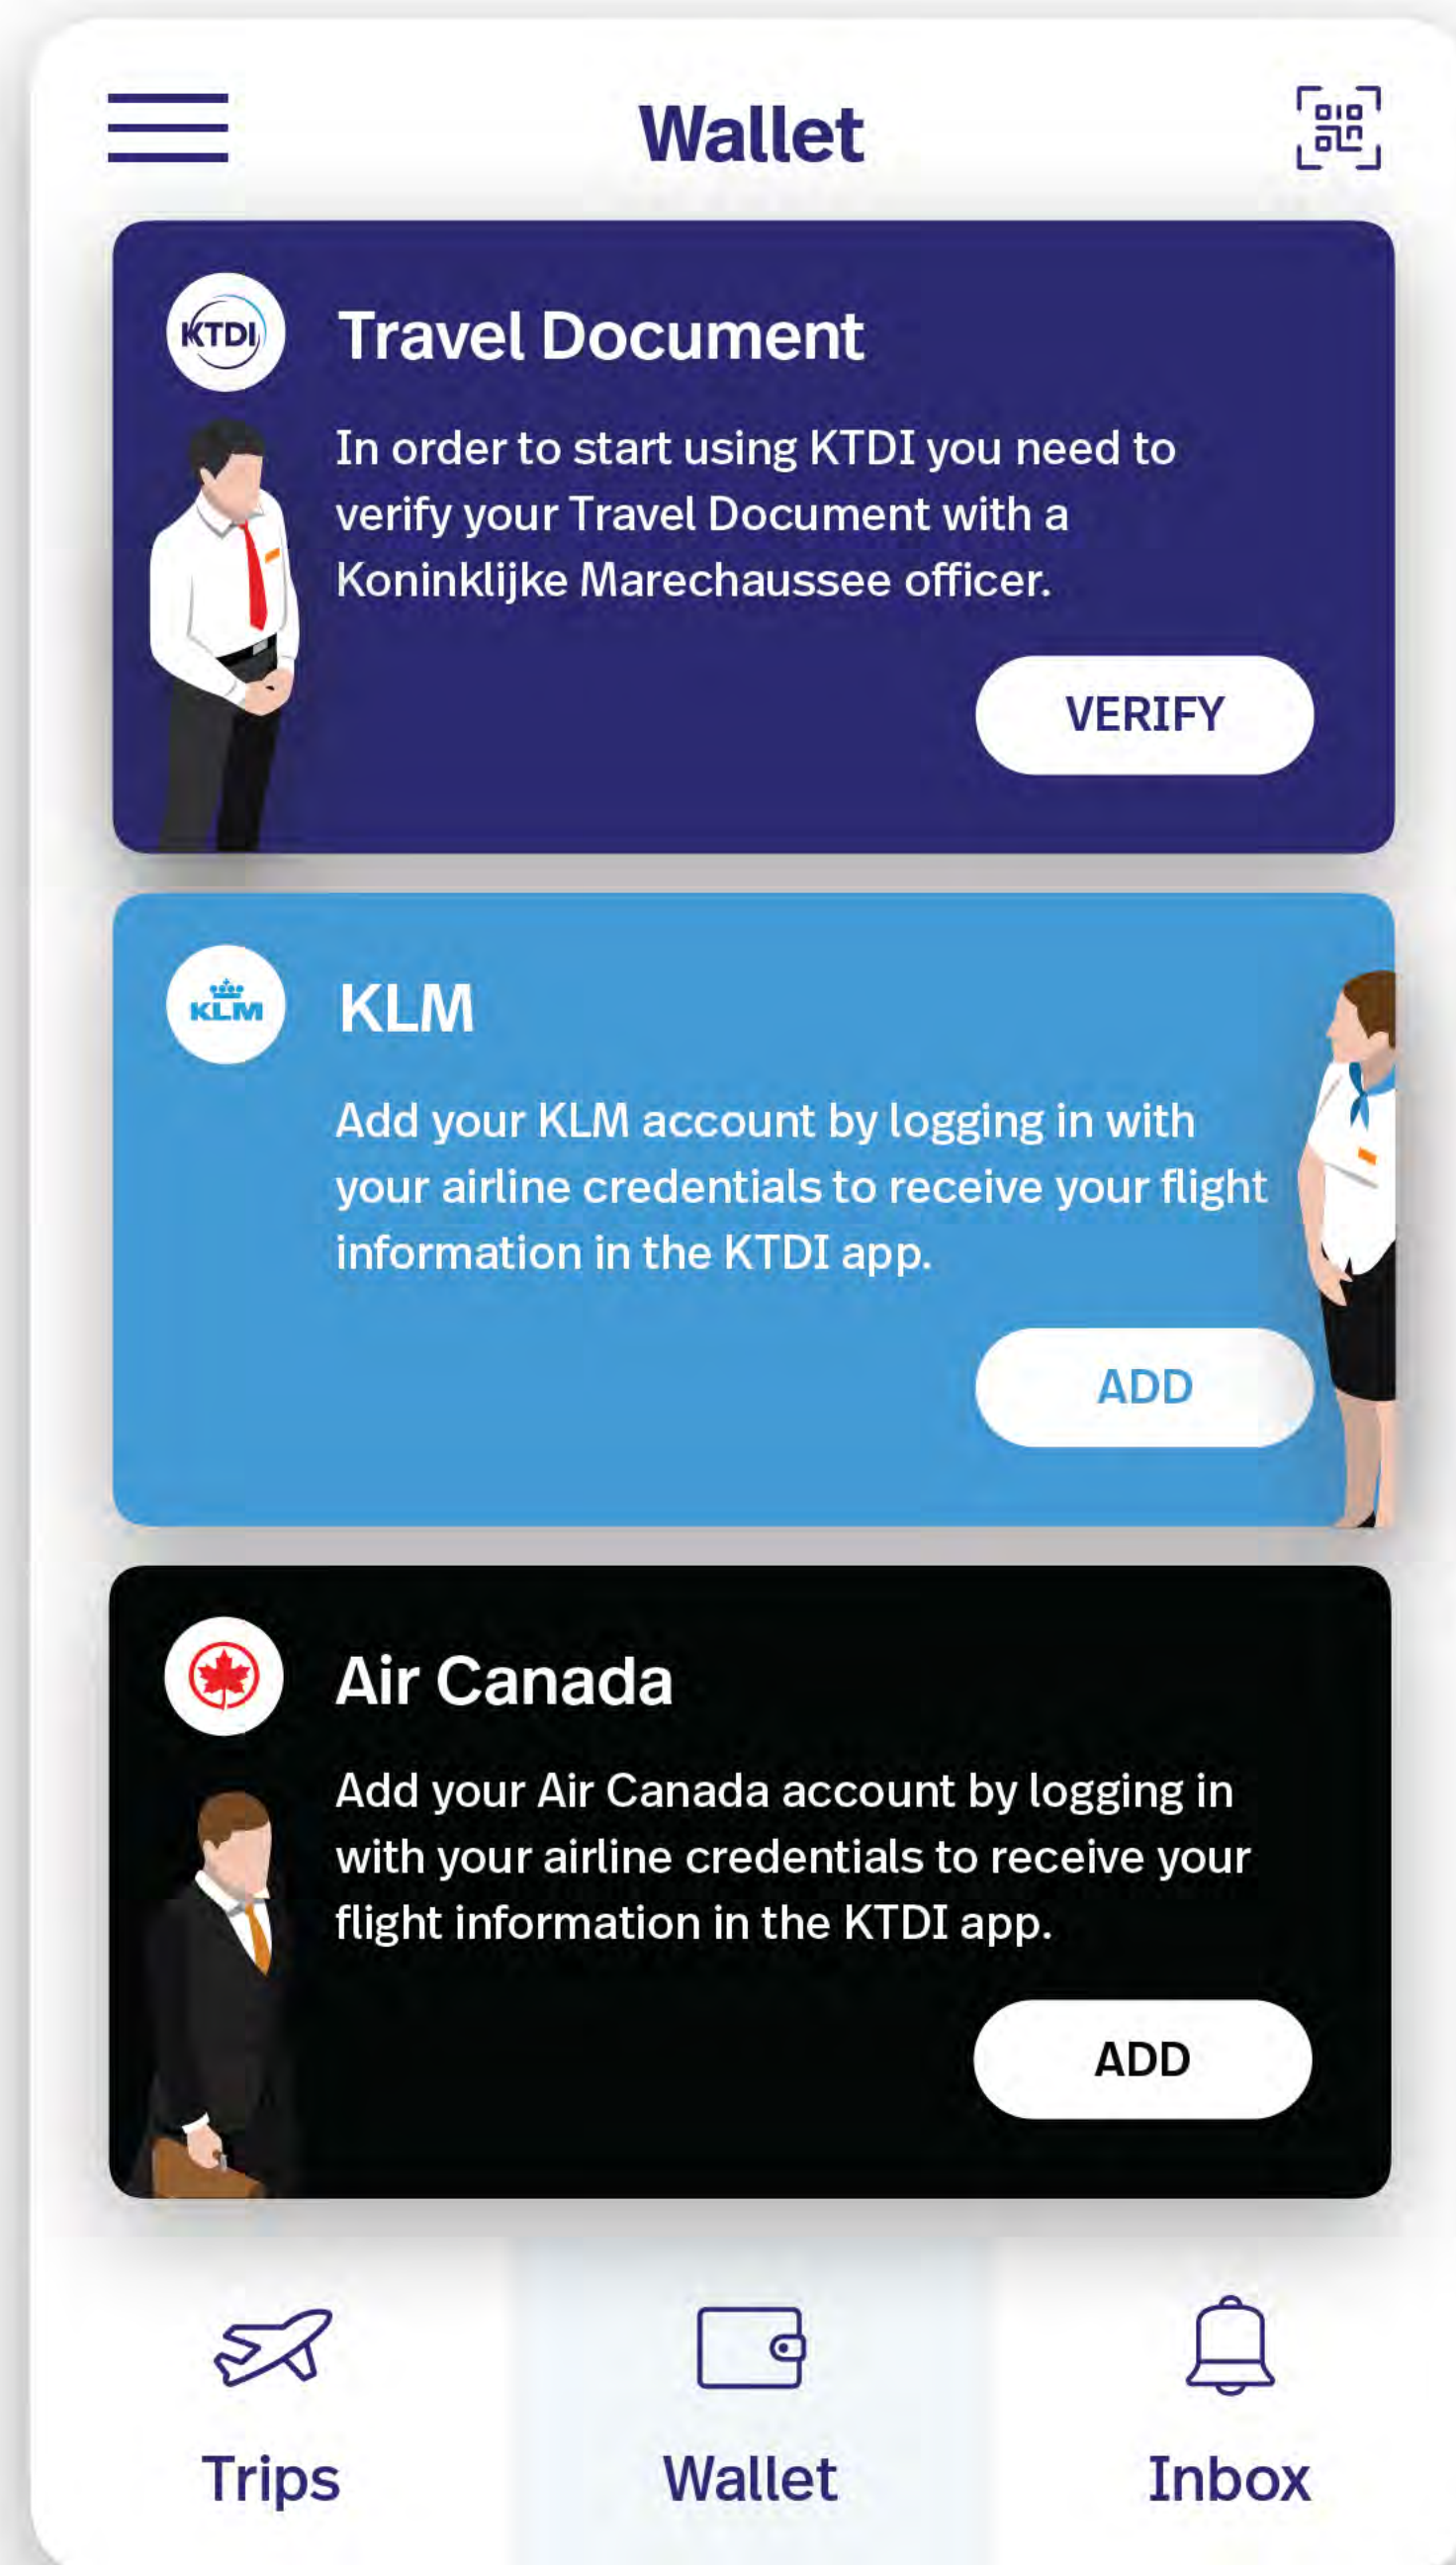 Wallet
KTDI
Travel Document
In order to start using KTDI you need to
verify your Travel Document with a
Koninklijke Marechaussee officer.
VERIFY
KLM
KLM
Add your KLM account by logging in with
your airline credentials to receive your flight
information in the KTDI app.
ADD
Air Canada
Add your Air Canada account by logging in
with your airline credentials to receive your
flight information in the KTDI app.
ADD
Trips
Wallet
Inbox